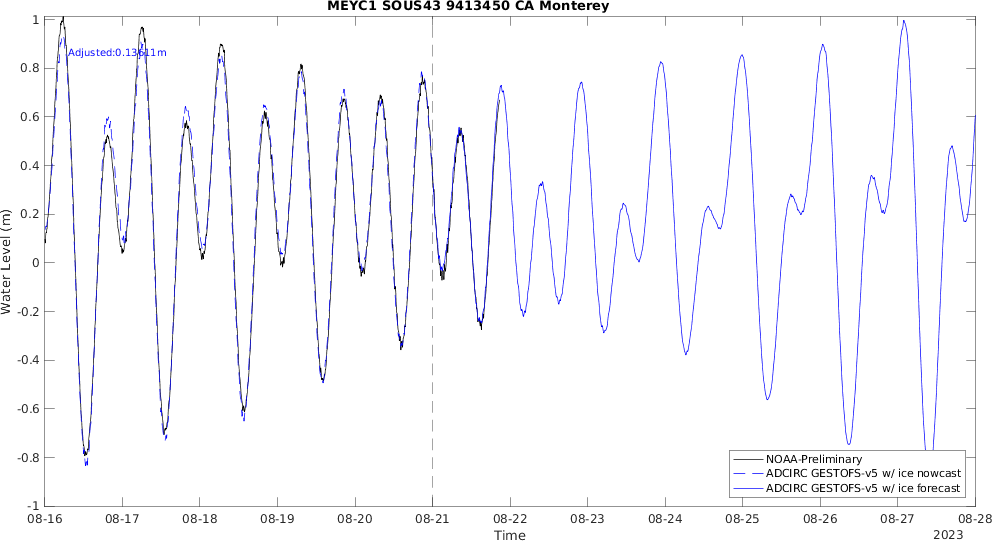 MEYC1 SOUS43 9413450 CA Monterey
Adjusted:0.13611m
0.8
0.6
0.4
0.2
0
-0.2
-0.4
-0.6
-0.8
-1
1
Water Level (m)
NOAA-Preliminary
ADCIRC GESTOFS-v5 w/ ice nowcast
ADCIRC GESTOFS-v5 w/ ice forecast
08-16 08-17 08-18 08-19 08-20 08-21 08-22 08-23 08-24 08-25 08-26 08-27 08-28
Time
2023